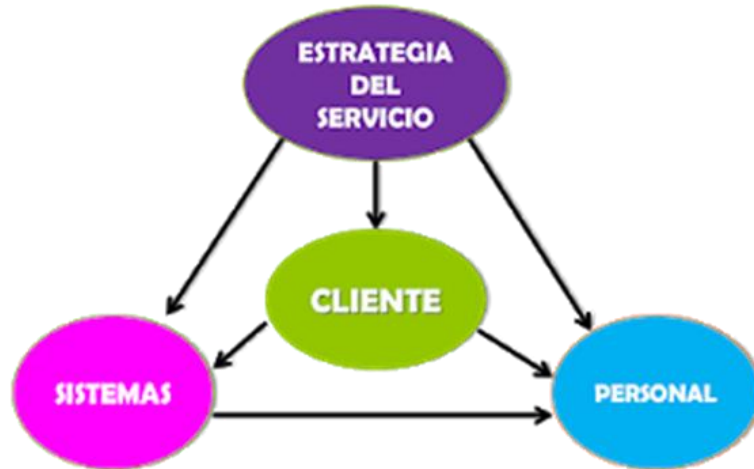 ESTRATEGIA
DEL
SERVICIO
CLIENTE
SISTEMAS
PERSONAL